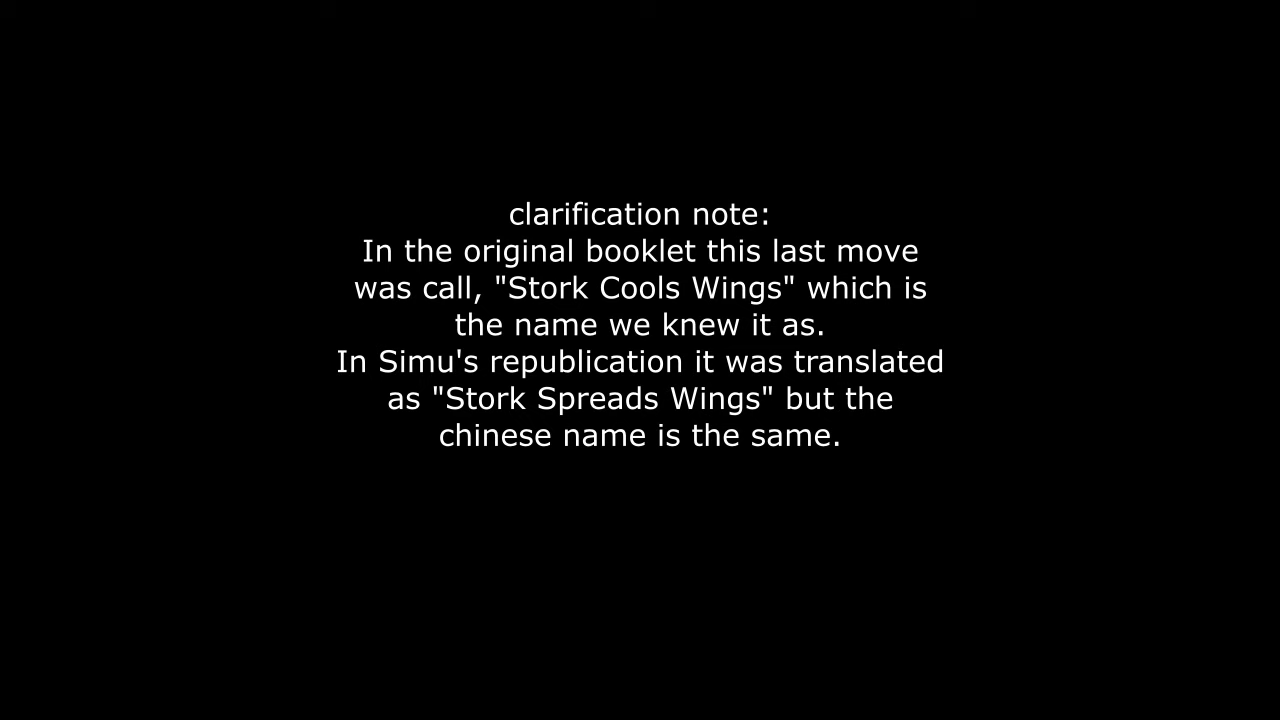 clarification note:
In the original booklet this last move
was call, "Stork Cools Wings" which is
the name we knew it as.
In Simu's republication it was translated
as "Stork Spreads Wings" but the
chinese name is the same.